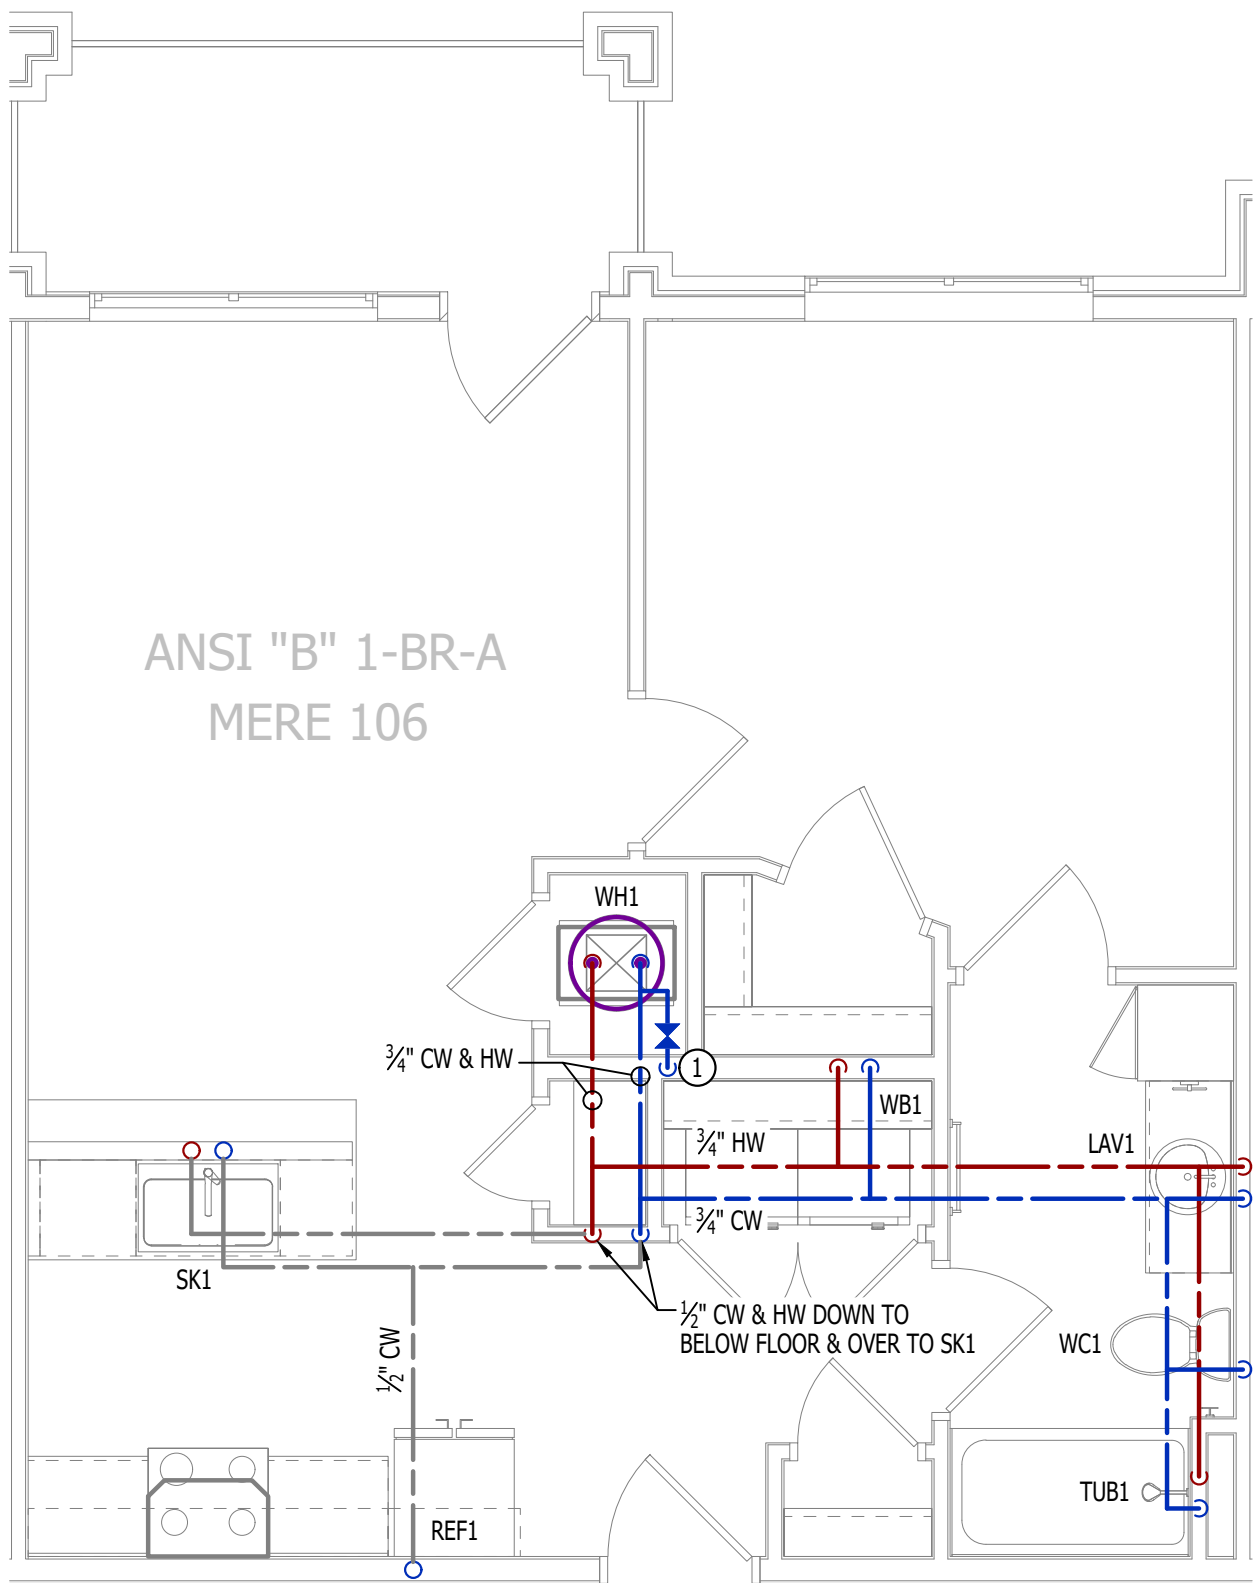 ANSI "B" 1-BR-A
MERE 106
WH1
¾" CW & HW
1
WB1
¾" HW
LAV1
¾" CW
SK1
½" CW & HW DOWN TO
BELOW FLOOR & OVER TO SK1
WC1
½" CW
TUB1
REF1